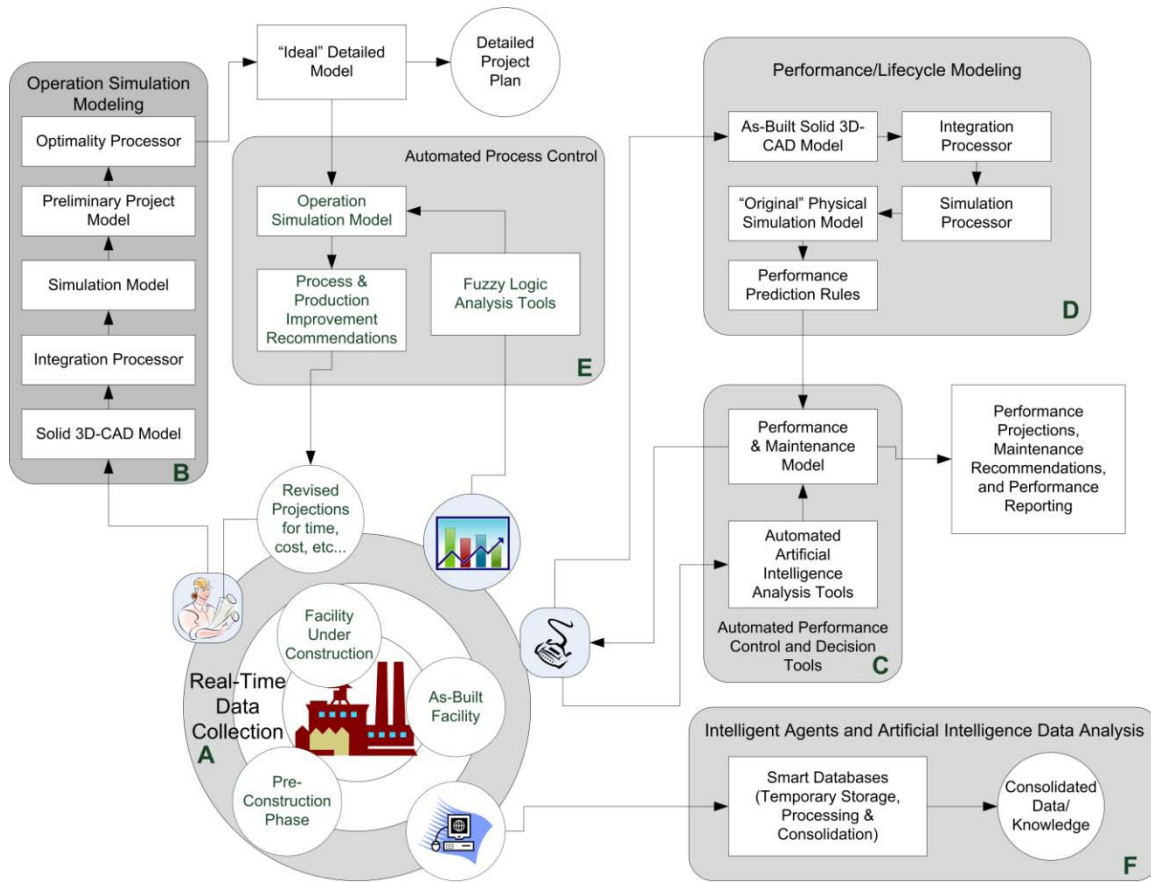 "Ideal" Detailed
Model
Detailed
Project
Plan
Operation Simulation
Modeling
Optimality Processor
Preliminary Project
Model
Simulation Model
Integration Processor
Solid 3D-CAD Model
B
Automated Process Control
Operation
Simulation Model
Process &
Production
Improvement
Recommendations
Fuzzy Logic
Analysis Tools
E
Performance/Lifecycle Modeling
As-Built Solid 3D-
CAD Model
Integration
Processor
"Original" Physical
Simulation Model
Simulation
Processor
Performance
Prediction Rules
D
Performance
& Maintenance
Model
Automated
Artificial
Intelligence
Analysis Tools
Automated Performance
Control and Decision
Tools
C
Performance
Projections,
Maintenance
Recommendations,
and Performance
Reporting
Revised
Projections
for time,
cost, etc...
Facility
Under
Construction
Real-Time
Data
Collection
A
As-Built
Facility
Pre-
Construction
Phase
Intelligent Agents and Artificial Intelligence Data Analysis
Smart Databases
(Temporary Storage,
Processing &
Consolidation)
Consolidated
Data/
Knowledge
F